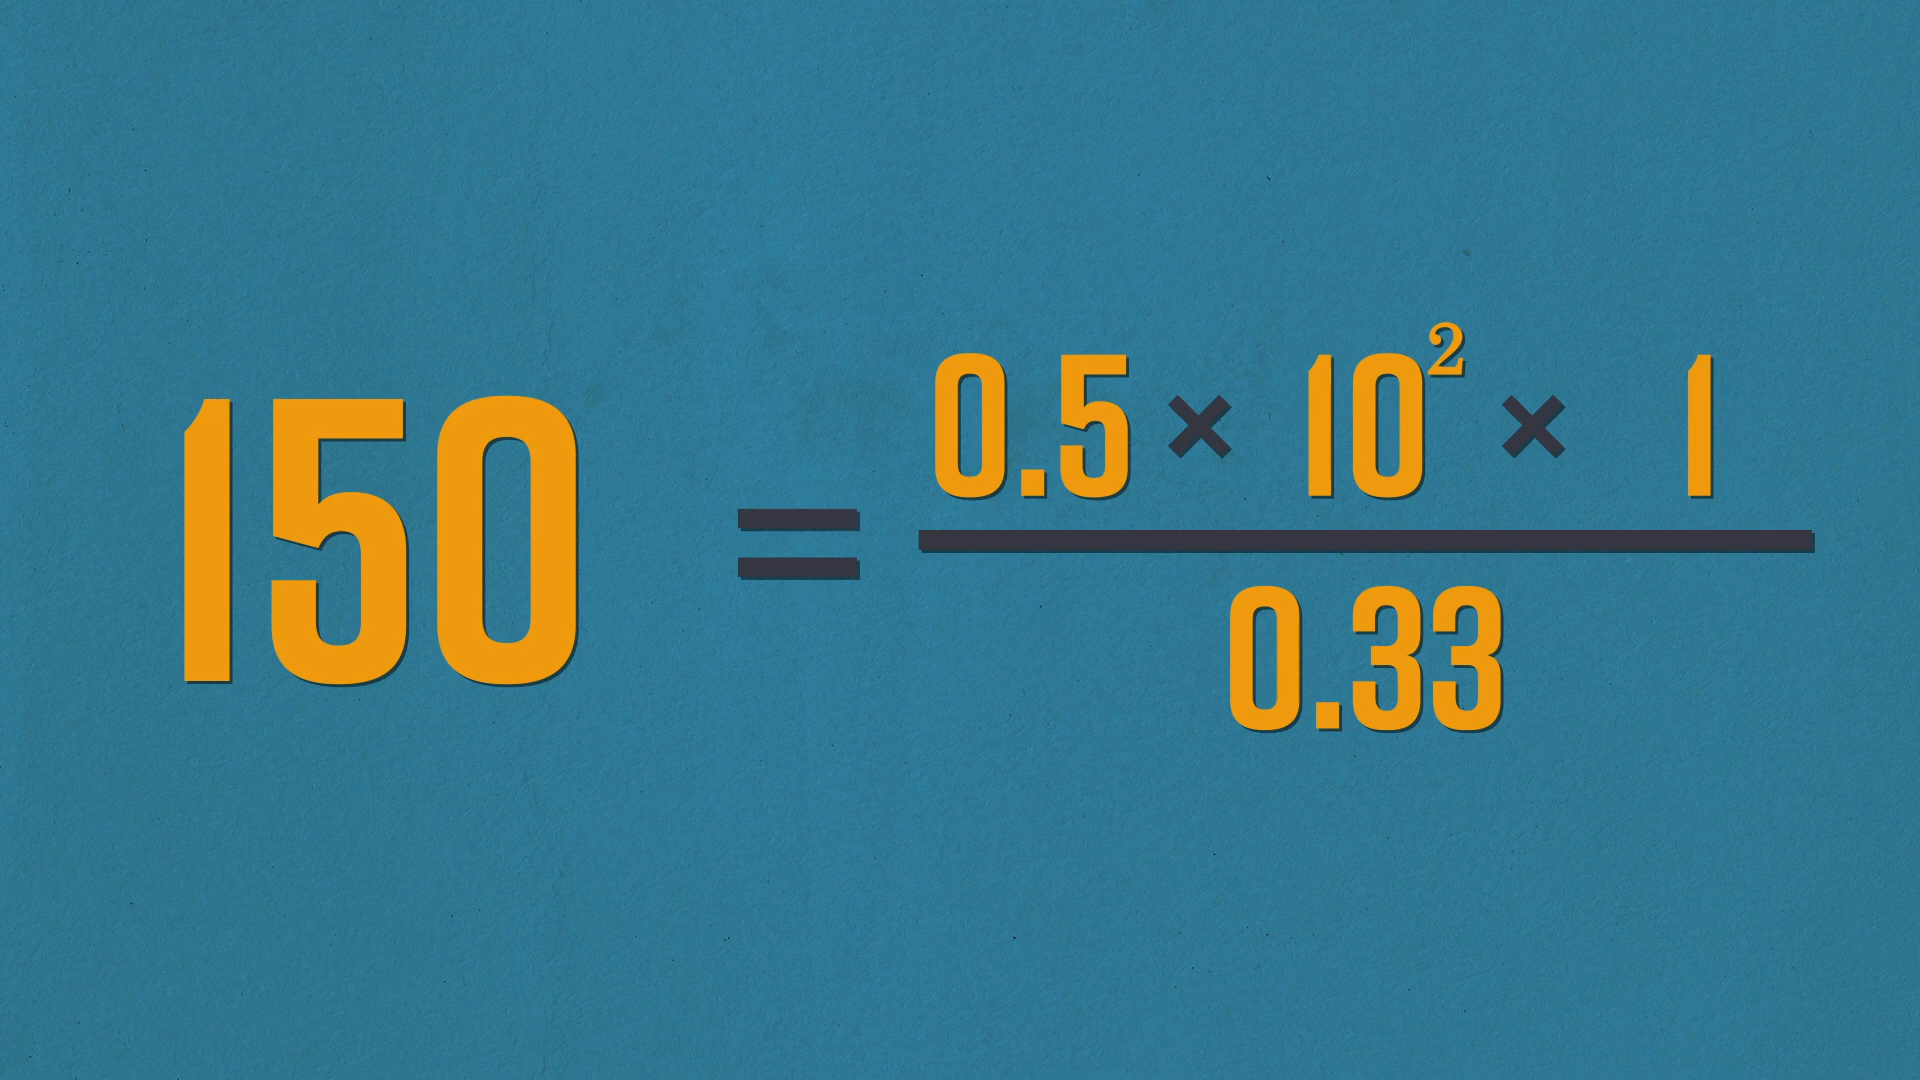 150 = 0.5 × 10² × 1
0.33